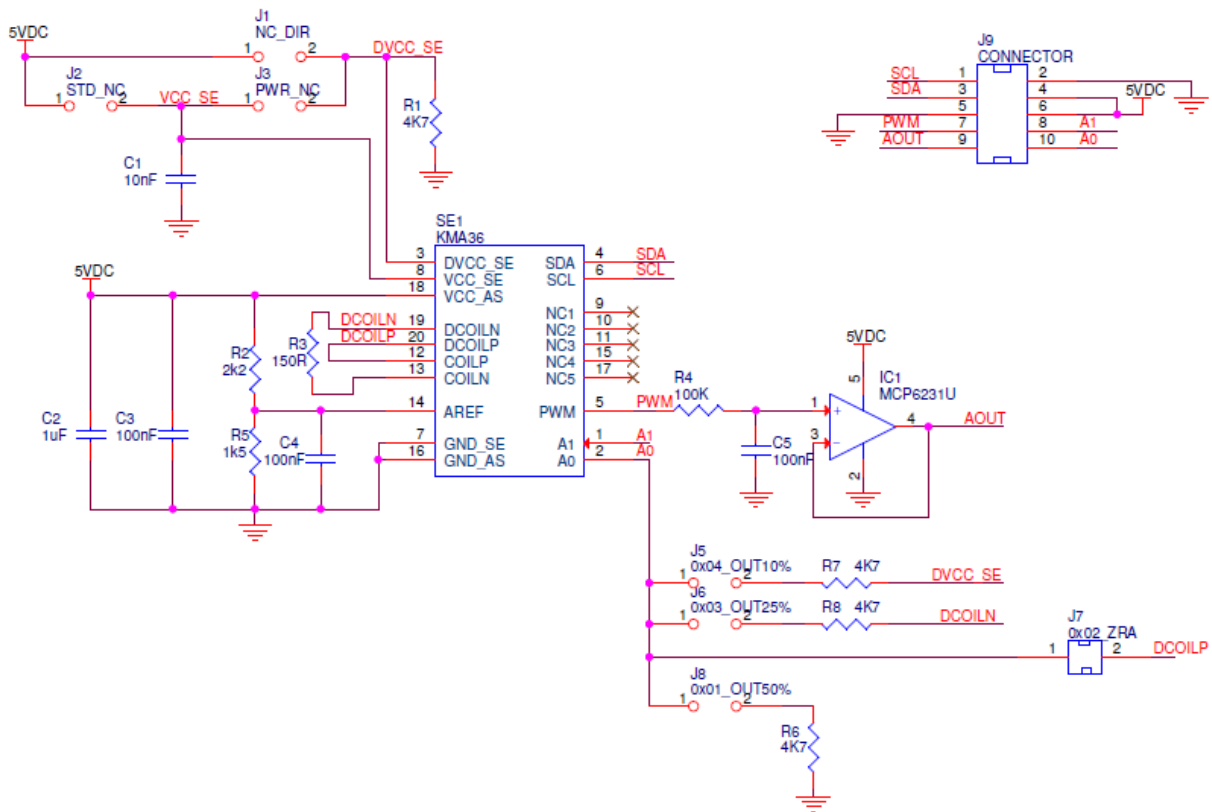 J1
NC_DIR
5VDC
1
2
DVCC_SE
J2
STD_NC
1
2
VCC_SE
J3
1
PWR_NC
2
R1
4K7
C1
10nF
J9
CONNECTOR
SCL
1
2
SDA
3
4
5VDC
5
6
PWM
7
8
A1
AOUT
9
10
A0
SE1
KMA36
3
DVCC_SE
SDA
4
SDA
8
VCC_SE
SCL
6
SCL
5VDC
18
VCC_AS
NC1
9
DCOILN
19
DCOILN
NC2
10
DCOILP
20
DCOILP
NC3
11
R3
150R
12
COILP
NC4
15
13
COILN
NC5
17
R2
2k2
14
AREF
PWM
5
PWM
R4
100K
5VDC
5
IC1
MCP6231U
1
+
3
−
4
AOUT
2
C5
100nF
C2
1uF
C3
100nF
R5
1k5
C4
100nF
7
GND_SE
A1
1
A1
16
GND_AS
A0
2
A0
J5
0x04_OUT10%
1
2
R7 4K7
DVCC_SE
J6
0x03_OUT25%
1
2
R8 4K7
DCOILN
J7
0x02_ZRA
1
2
DCOILP
J8
0x01_OUT50%
1
2
R6
4K7